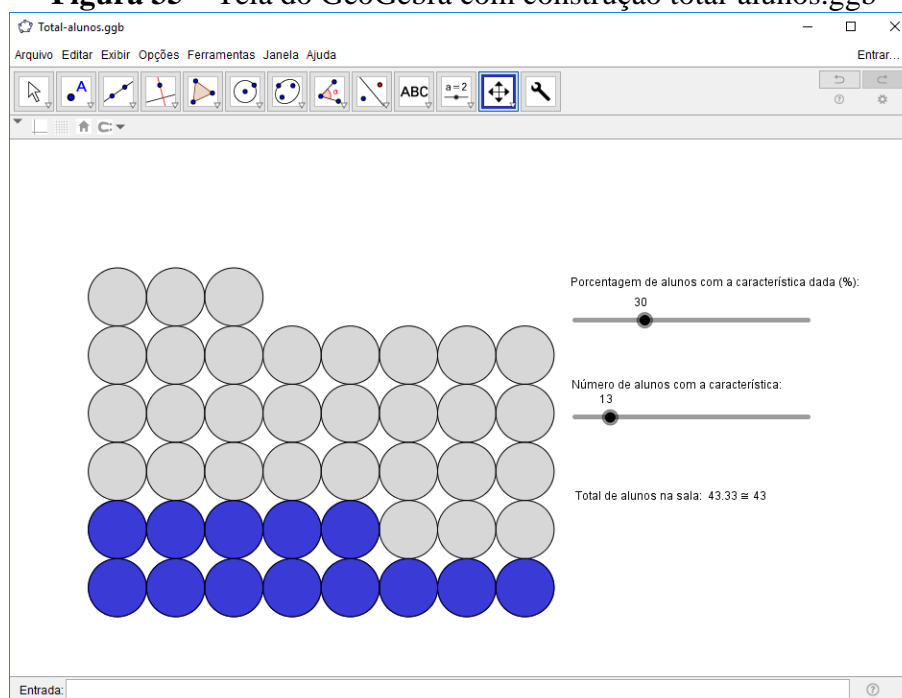 Figura 35 – Tela do GeoGebra com construção total-alunos.ggb
Total-alunos.ggb
Arquivo Editar Exibir Opções Ferramentas Janela Ajuda
Entrar...
A
α
ABC
a=2
Porcentagem de alunos com a característica dada (%):
30
Número de alunos com a característica:
13
Total de alunos na sala: 43.33 ≅ 43
Entrada: